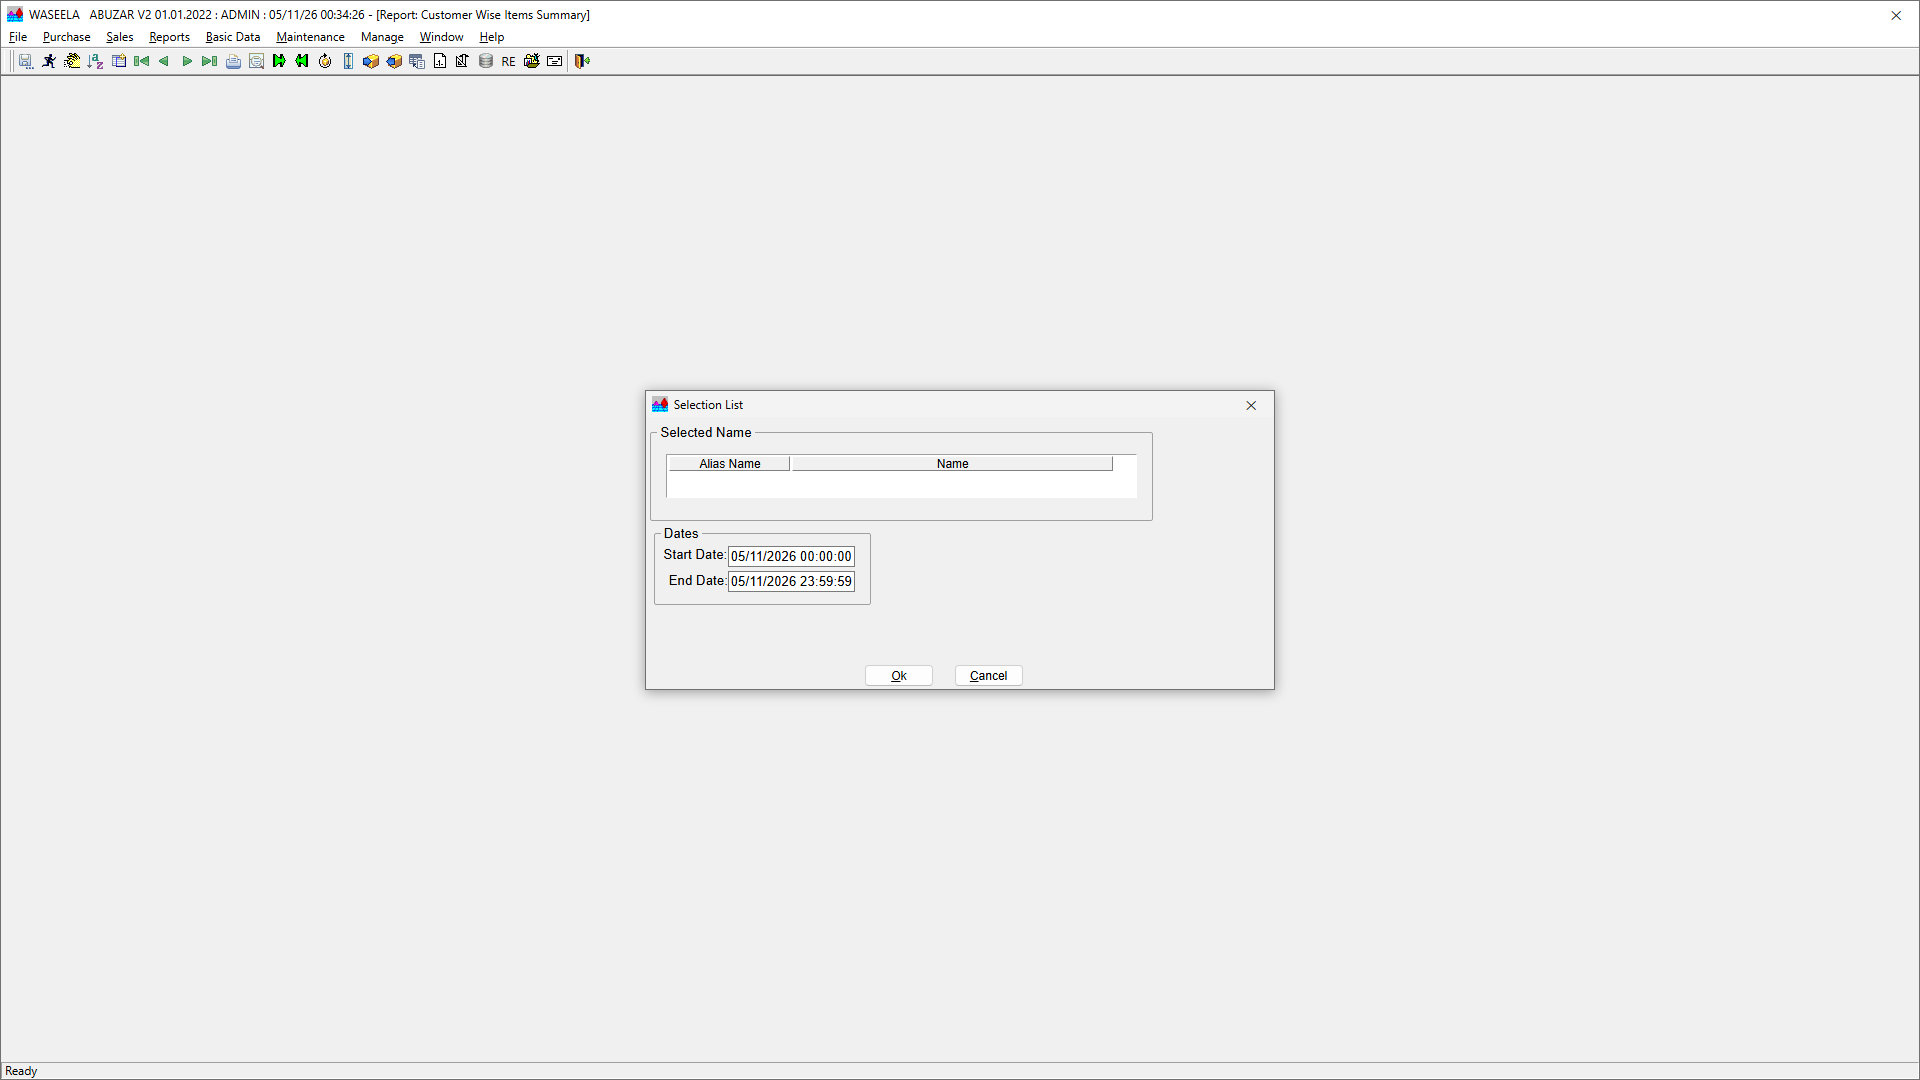 WASEELA   ABUZAR V2 01.01.2022 : ADMIN : 05/11/26 00:34:26 - [Report: Customer Wise Items Summary]
File Purchase Sales Reports Basic Data Maintenance Manage Window Help
RE
Selection List
Selected Name
Alias Name Name
Dates
Start Date: 05/11/2026 00:00:00
End Date: 05/11/2026 23:59:59
Ok Cancel
Ready